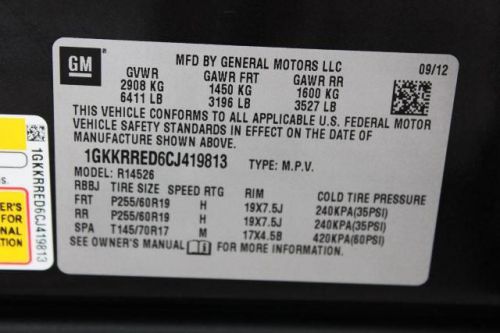 GM
MFD BY GENERAL MOTORS LLC
09/12
GVWR GAWR FRT GAWR RR
2908 KG 1450 KG 1600 KG
6411 LB 3196 LB 3527 LB
THIS VEHICLE CONFORMS TO ALL APPLICABLE U.S. FEDERAL MOTOR
VEHICLE SAFETY STANDARDS IN EFFECT ON THE DATE OF
MANUFACTURE SHOWN ABOVE.
1GKKRRED6CJ419813 TYPE: M.P.V.
MODEL: R14526
RBBJ TIRE SIZE SPEED RTG RIM COLD TIRE PRESSURE
FRT P255/60R19 H 19X7.5J 240KPA(35PSI)
RR P255/60R19 H 19X7.5J 240KPA(35PSI)
SPA T145/70R17 M 17X4.5B 420KPA(60PSI)
SEE OWNER'S MANUAL FOR MORE INFORMATION.
1GKKRRED6CJ419813
NER'S
FOR
ONAL
ATION